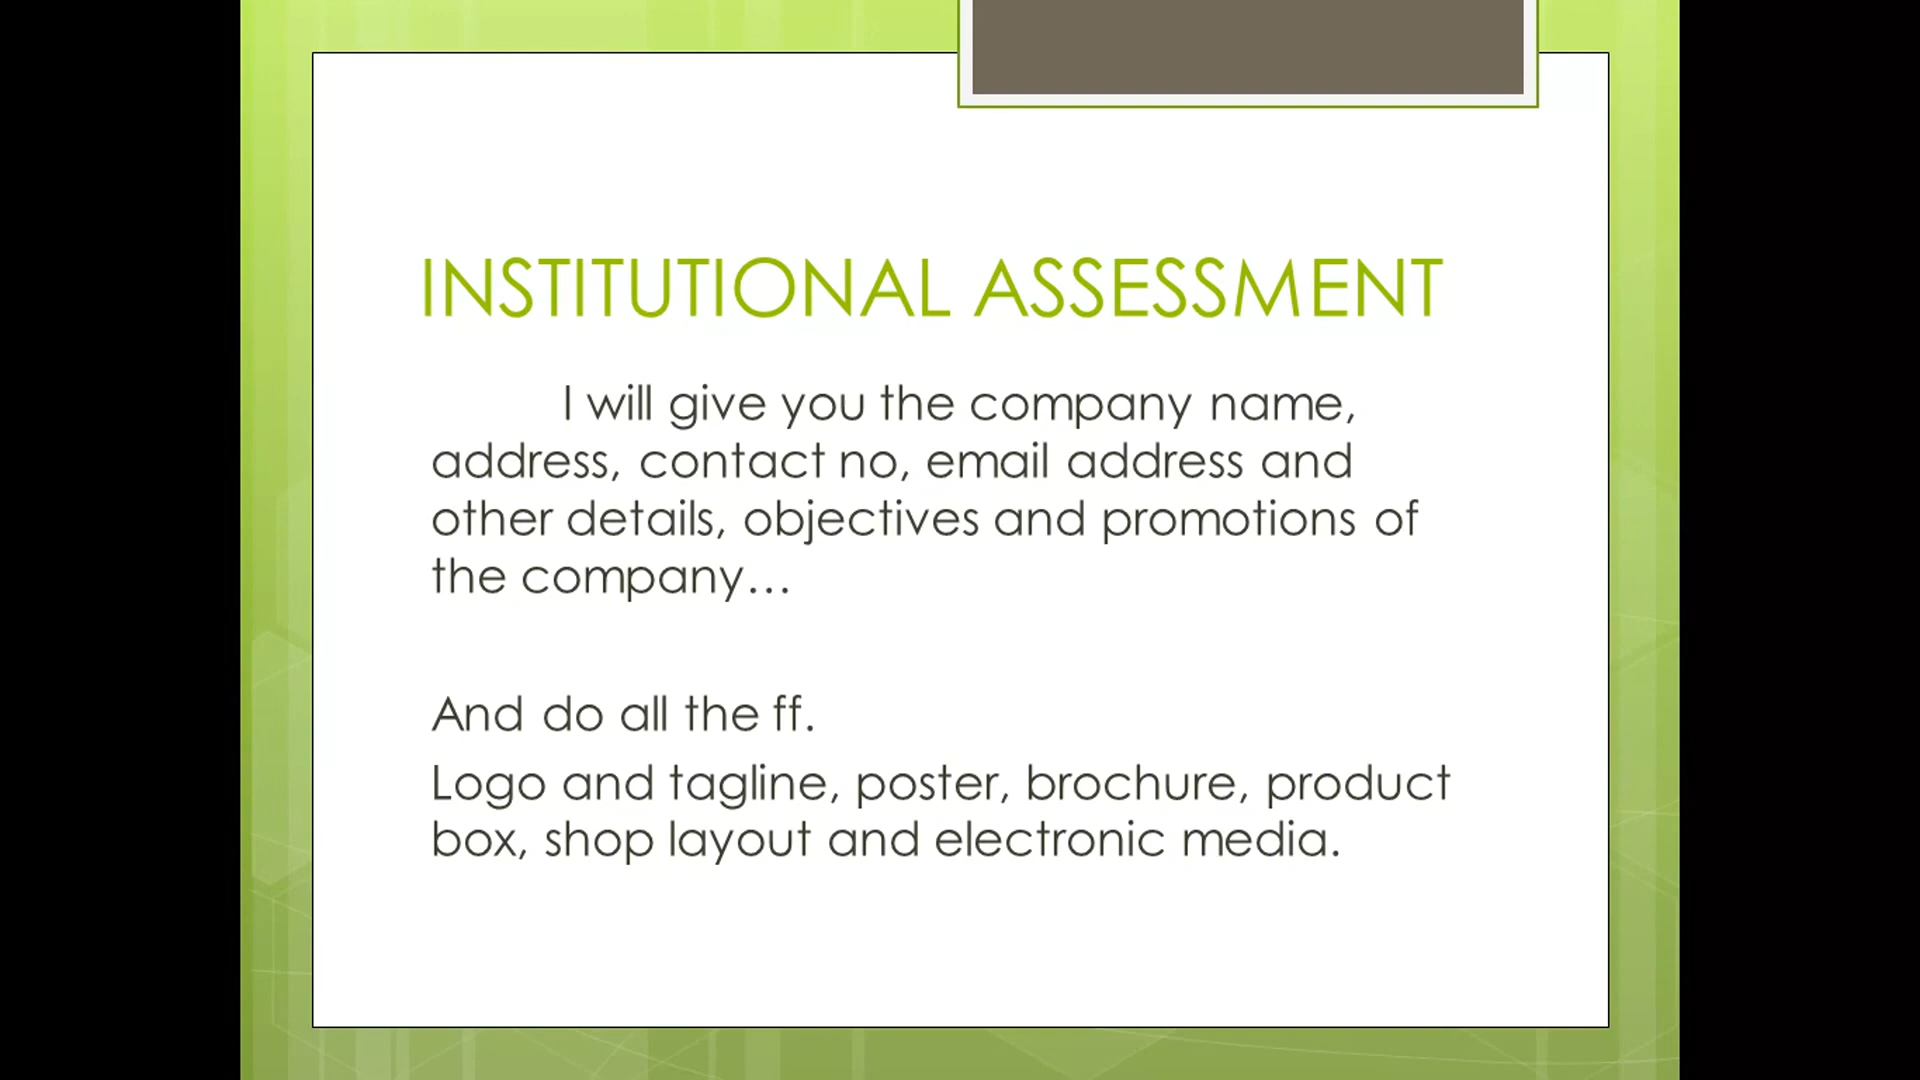 INSTITUTIONAL ASSESSMENT
I will give you the company name,
address, contact no, email address and
other details, objectives and promotions of
the company...
And do all the ff.
Logo and tagline, poster, brochure, product
box, shop layout and electronic media.